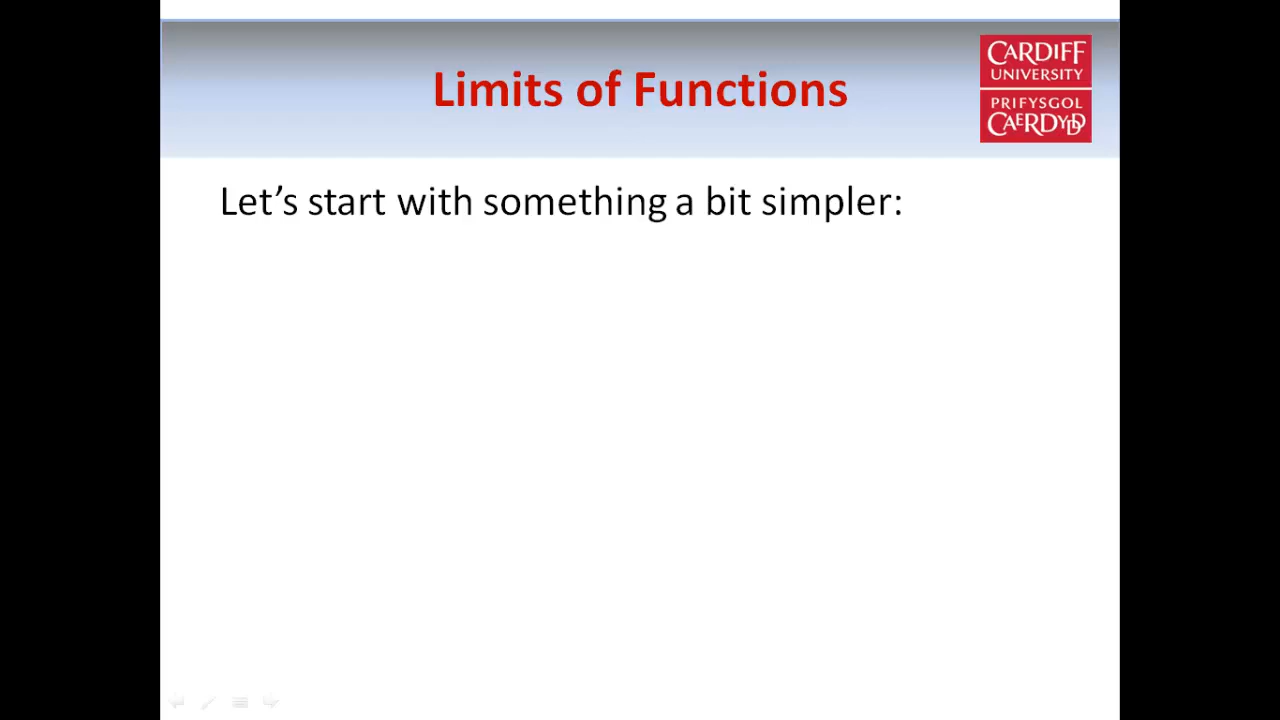 Limits of Functions
CARDIFF
UNIVERSITY
PRIFYSGOL
CAERDYDD
Let’s start with something a bit simpler: